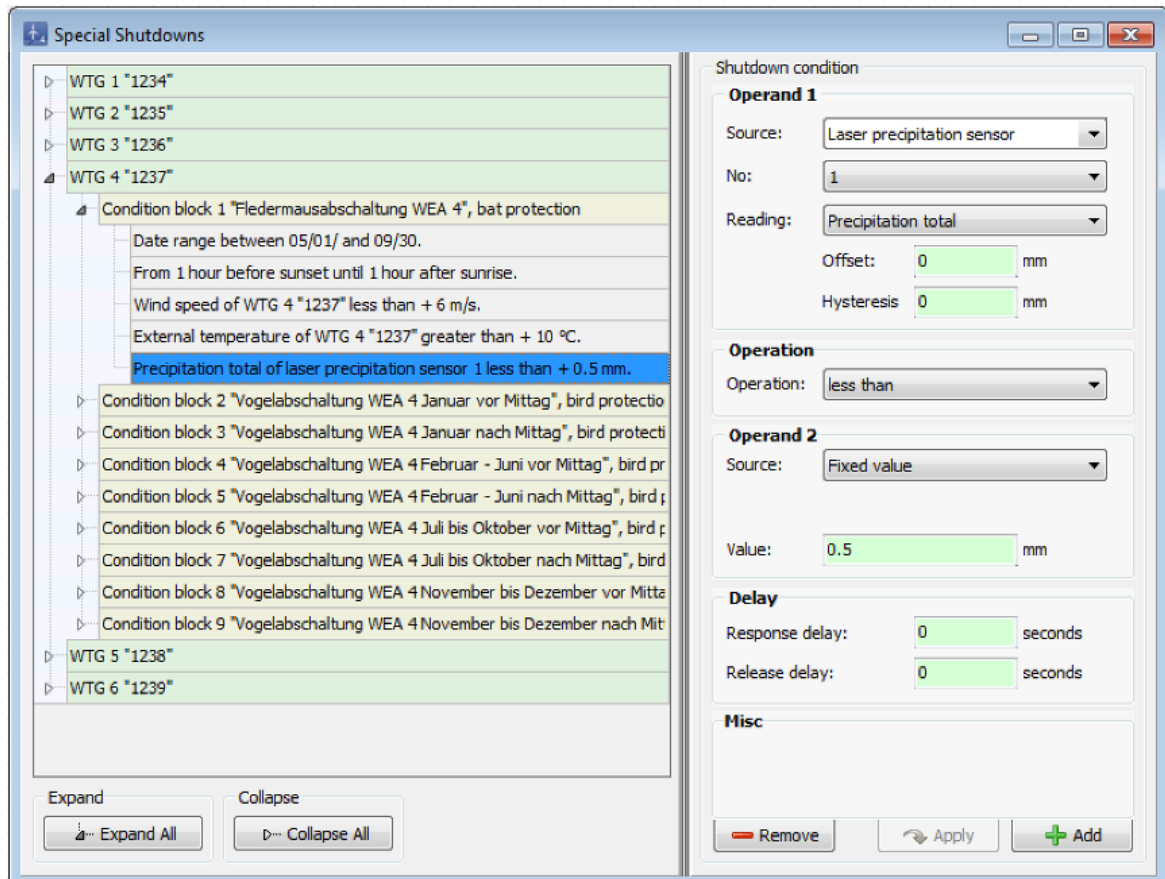 Special Shutdowns
WTG 1 "1234"
WTG 2 "1235"
WTG 3 "1236"
WTG 4 "1237"
Condition block 1 "Fledermausabschaltung WEA 4", bat protection
Date range between 05/01/ and 09/30.
From 1 hour before sunset until 1 hour after sunrise.
Wind speed of WTG 4 "1237" less than + 6 m/s.
External temperature of WTG 4 "1237" greater than + 10 ºC.
Precipitation total of laser precipitation sensor 1 less than + 0.5 mm.
Condition block 2 "Vogelabschaltung WEA 4 Januar vor Mittag", bird protectio
Condition block 3 "Vogelabschaltung WEA 4 Januar nach Mittag", bird protecti
Condition block 4 "Vogelabschaltung WEA 4 Februar - Juni vor Mittag", bird pr
Condition block 5 "Vogelabschaltung WEA 4 Februar - Juni nach Mittag", bird p
Condition block 6 "Vogelabschaltung WEA 4 Juli bis Oktober vor Mittag", bird p
Condition block 7 "Vogelabschaltung WEA 4 Juli bis Oktober nach Mittag", bird
Condition block 8 "Vogelabschaltung WEA 4 November bis Dezember vor Mitta
Condition block 9 "Vogelabschaltung WEA 4 November bis Dezember nach Mit
WTG 5 "1238"
WTG 6 "1239"
Expand
Expand All
Collapse
Collapse All
Shutdown condition
Operand 1
Source: Laser precipitation sensor
No: 1
Reading: Precipitation total
Offset: 0 mm
Hysteresis 0 mm
Operation
Operation: less than
Operand 2
Source: Fixed value
Value: 0.5 mm
Delay
Response delay: 0 seconds
Release delay: 0 seconds
Misc
Remove
Apply
Add